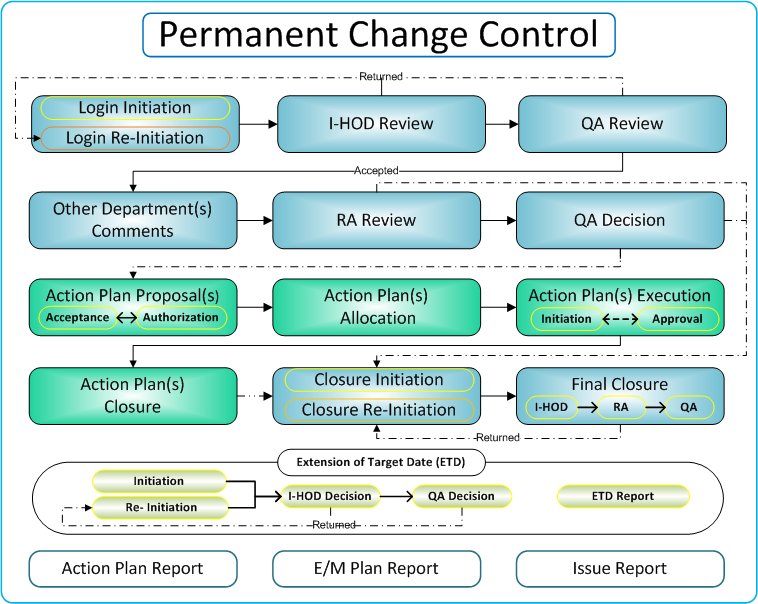 Permanent Change Control
Returned
Login Initiation
Login Re-Initiation
I-HOD Review
QA Review
Accepted
Other Department(s)
Comments
RA Review
QA Decision
Action Plan Proposal(s)
Acceptance
Authorization
Action Plan(s)
Allocation
Action Plan(s) Execution
Initiation
Approval
Action Plan(s)
Closure
Closure Initiation
Closure Re-Initiation
Final Closure
I-HOD
RA
QA
Returned
Extension of Target Date (ETD)
Initiation
Re- Initiation
I-HOD Decision
QA Decision
ETD Report
Returned
Action Plan Report
E/M Plan Report
Issue Report